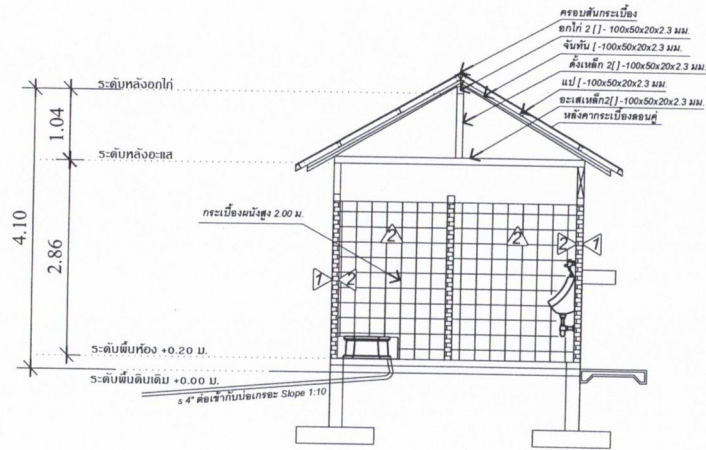 ครอบสันกระเบื้อง
อกไก่ 2 [ ] - 100x50x20x2.3 มม.
จันทัน [ -100x50x20x2.3 มม.
ดั้งเหล็ก 2[ ] -100x50x20x2.3 มม.
แป [ -100x50x20x2.3 มม.
อะเสเหล็ก2[ ] -100x50x20x2.3 มม.
หลังคากระเบื้องลอนคู่
ระดับหลังอกไก่
1.04
ระดับหลังอะเส
4.10
2.86
กระเบื้องผนังสูง 2.00 ม.
2
2
2
1
1
2
ระดับพื้นห้อง +0.20 ม.
ระดับพื้นดินเดิม +0.00 ม.
s 4" ต่อเข้ากับบ่อเกรอะ Slope 1:10